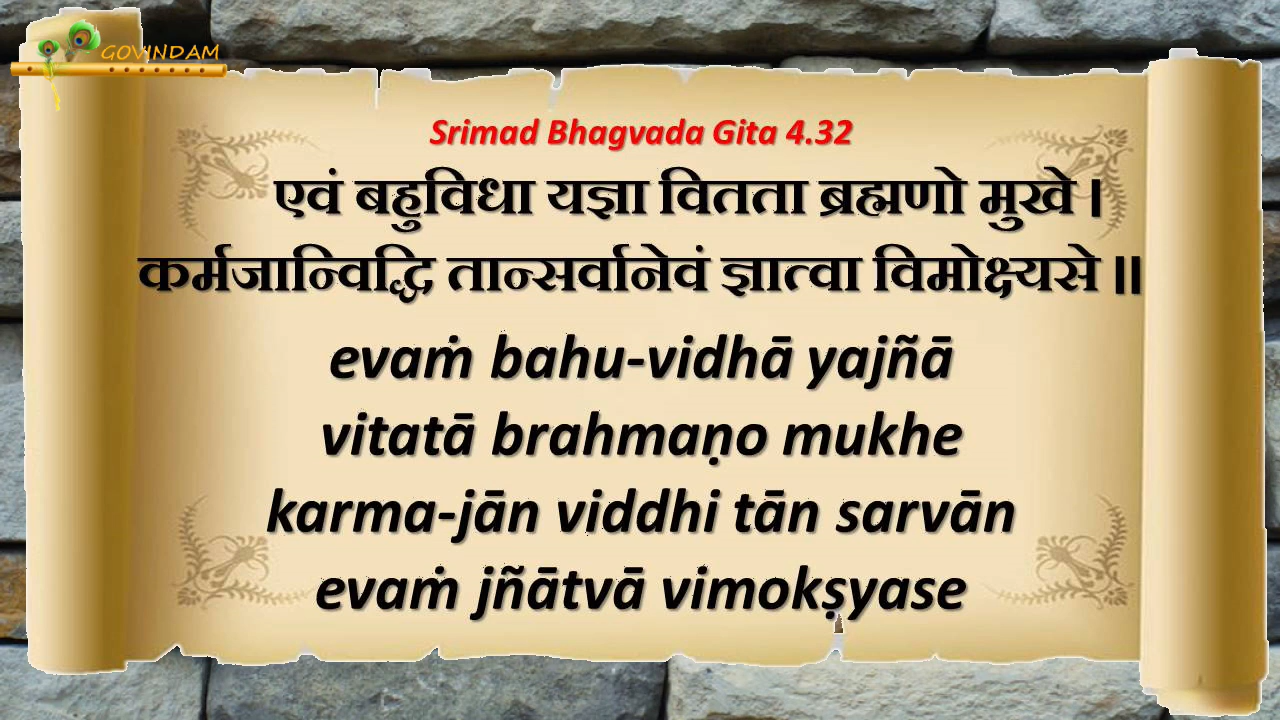 GOVINDAM
Srimad Bhagvada Gita 4.32
एवं बहुविधा यज्ञा वितता ब्रह्मणो मुखे।
कर्मजान्विद्धि तान्सर्वानेवं ज्ञात्वा विमोक्ष्यसे॥
evaṁ bahu-vidhā yajñā
vitatā brahmaṇo mukhe
karma-jān viddhi tān sarvān
evaṁ jñātvā vimokṣyase